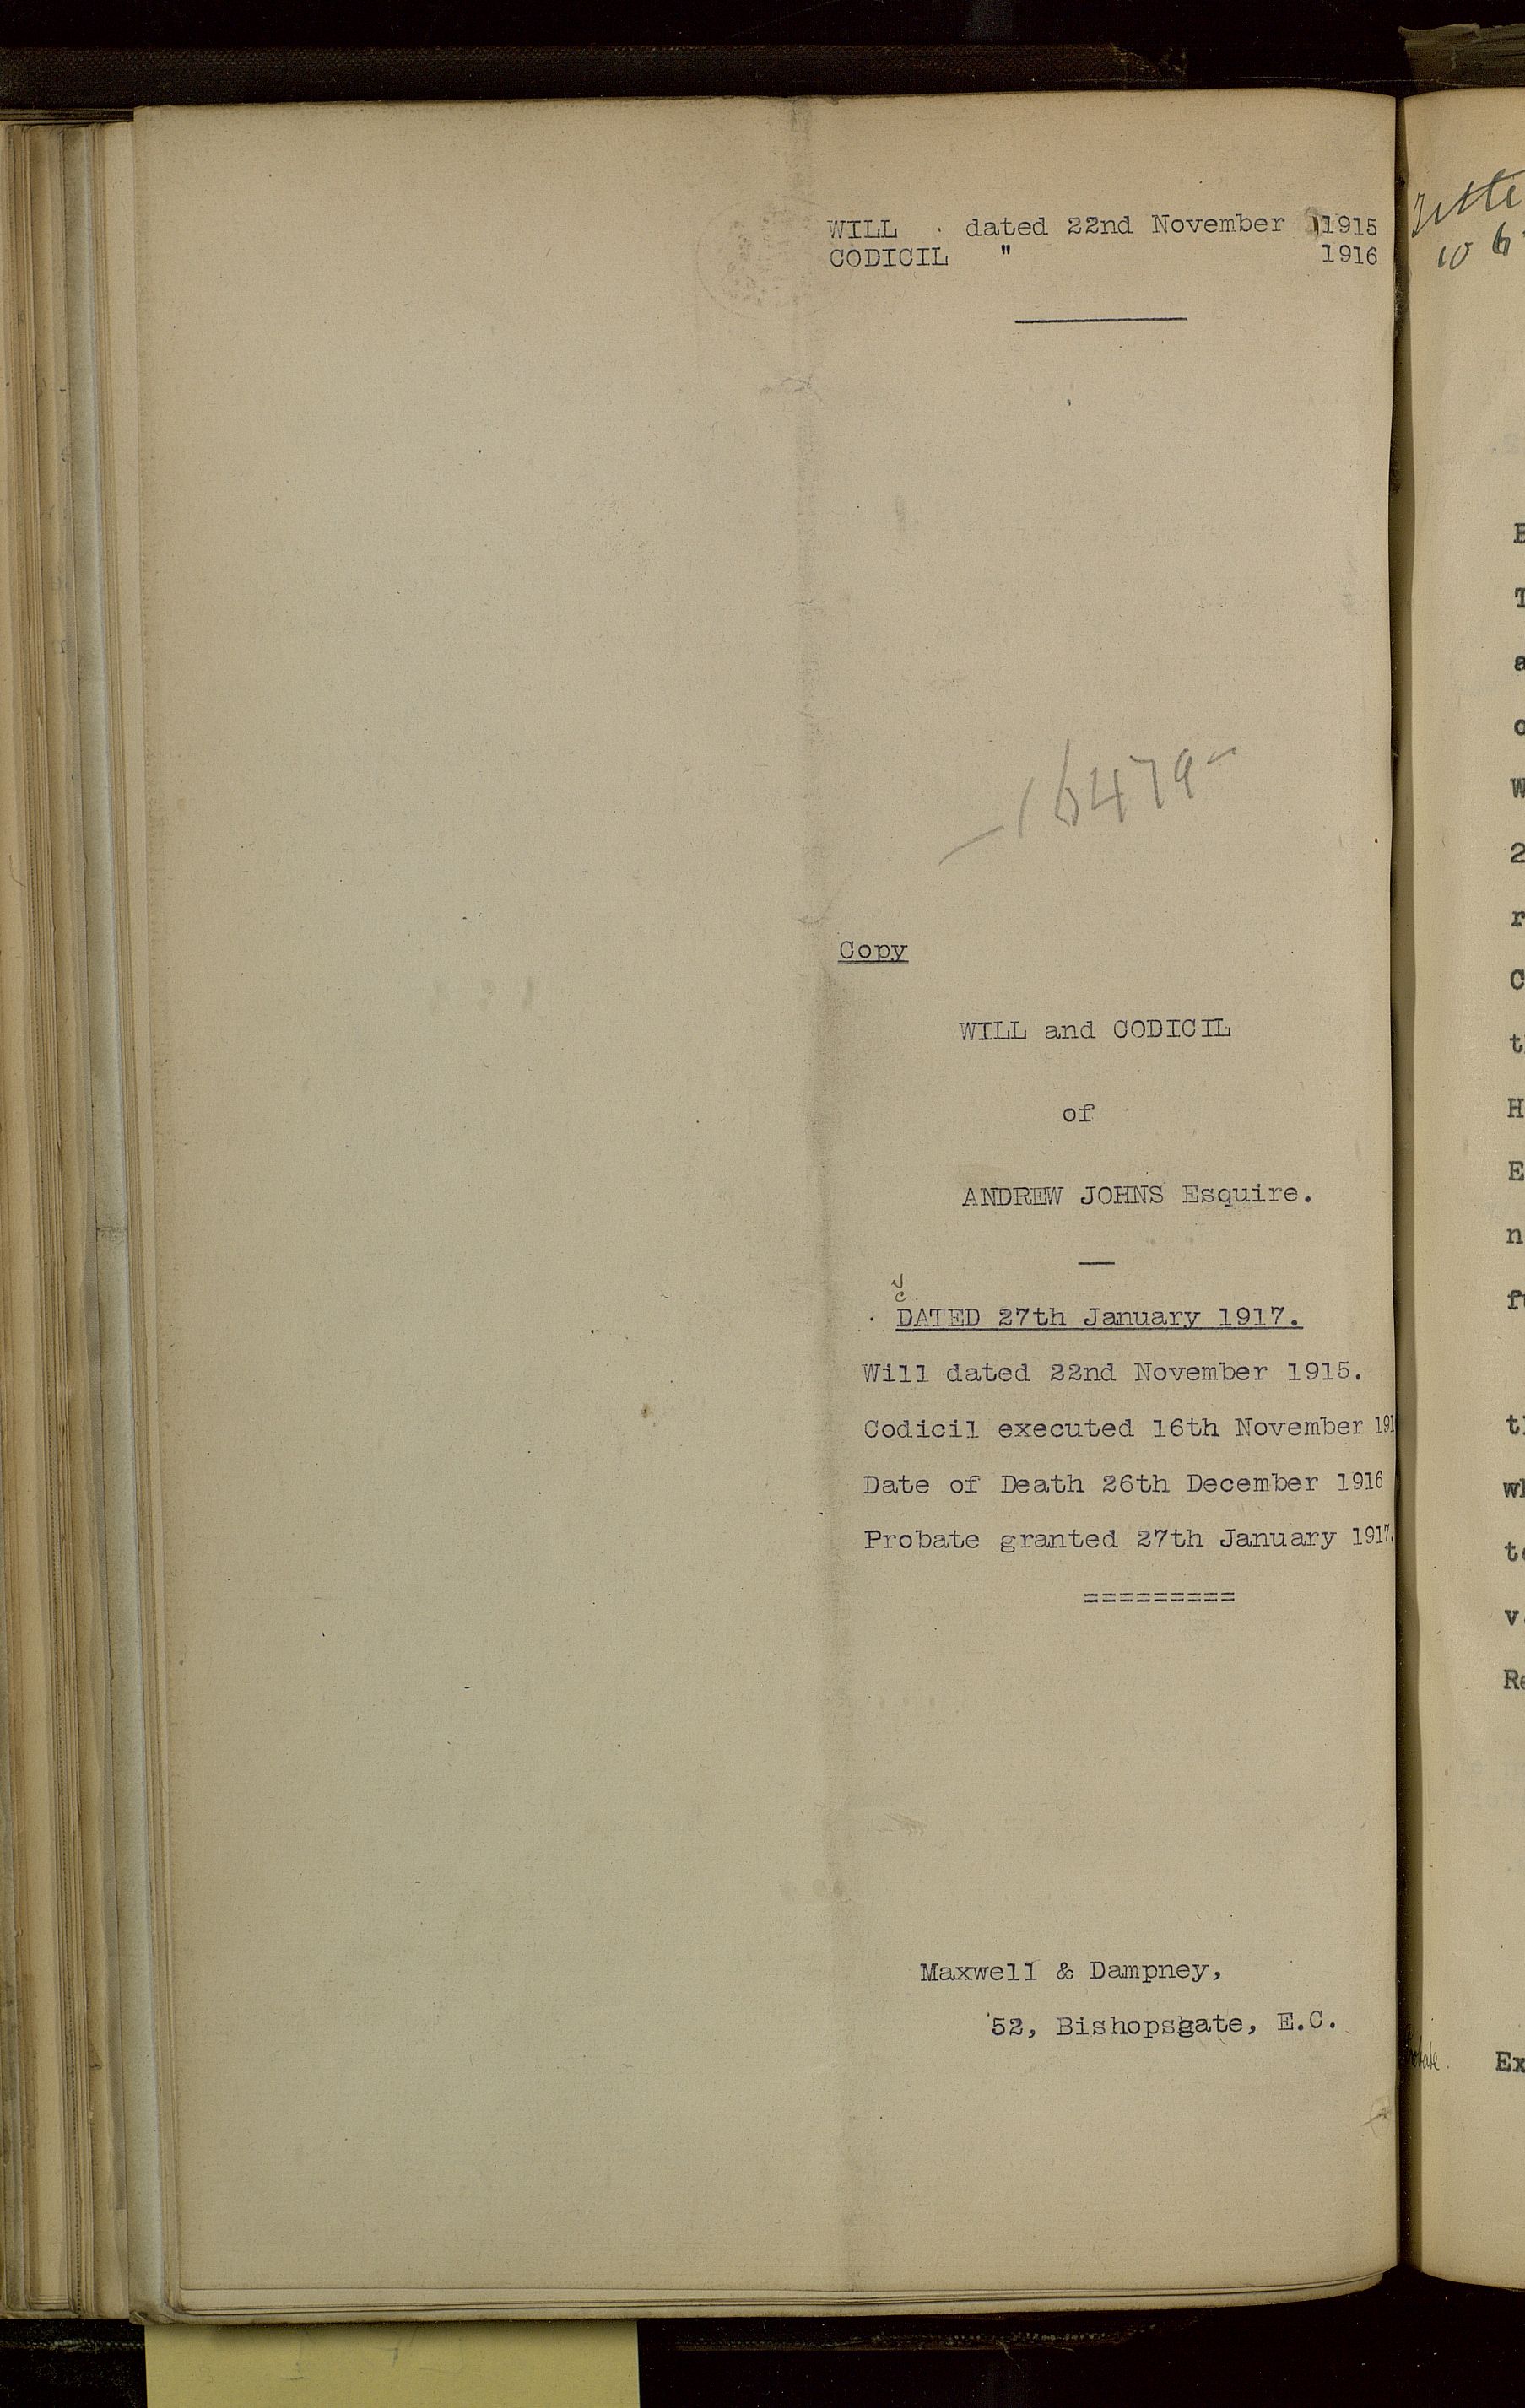 WILL dated 22nd November 1915
CODICIL " 1916
16479
Copy
WILL and CODICIL
of
ANDREW JOHNS Esquire.
DATED 27th January 1917.
Will dated 22nd November 1915.
Codicil executed 16th November 191
Date of Death 26th December 1916
Probate granted 27th January 1917.
=========
Maxwell & Dampney,
52, Bishopsgate, E.C.